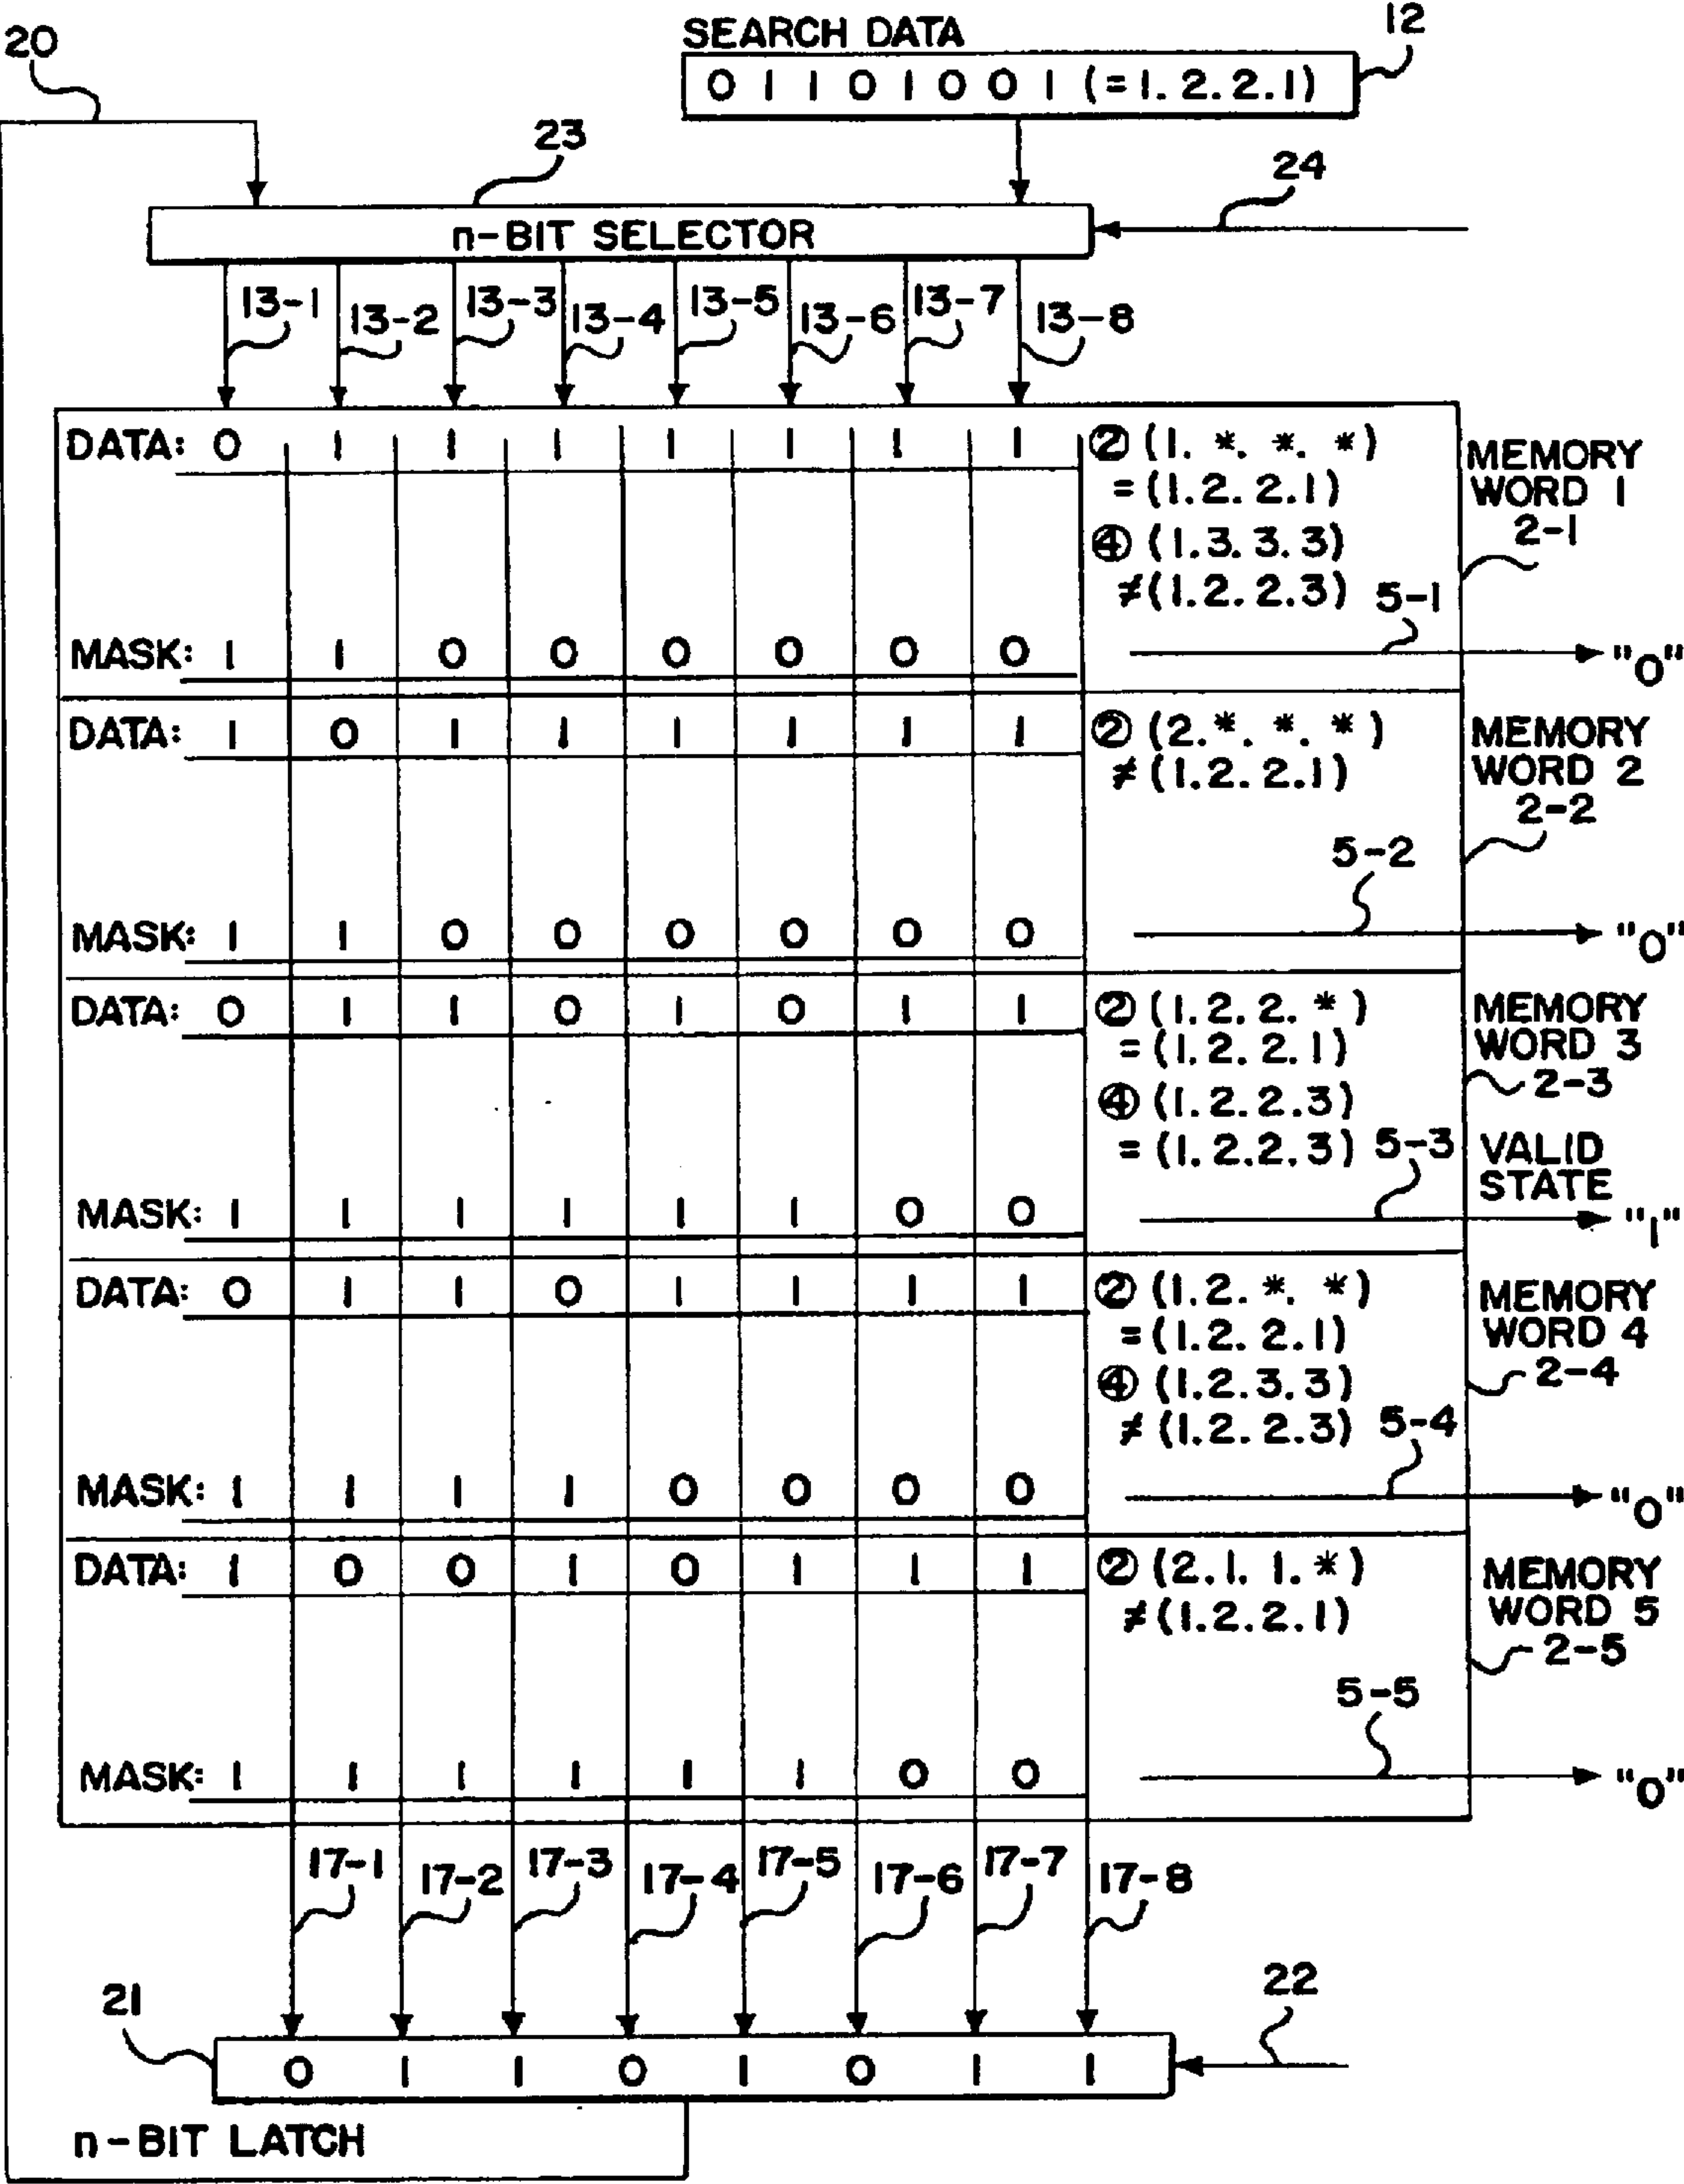 20
SEARCH DATA
12
0 1 1 0 1 0 0 1 (= 1. 2. 2. 1)
23
24
n-BIT SELECTOR
13-1 13-2 13-3 13-4 13-5 13-6 13-7 13-8
DATA: 0 1 1 1 1 1 1 1 ② (1. *. *. *)
= (1. 2. 2. 1)
MEMORY
WORD 1
2-1
④ (1. 3. 3. 3)
≠ (1. 2. 2. 3) 5-1
MASK: 1 1 0 0 0 0 0 0 "0"
DATA: 1 0 1 1 1 1 1 1 ② (2. *. *. *)
≠ (1. 2. 2. 1)
MEMORY
WORD 2
2-2
5-2
MASK: 1 1 0 0 0 0 0 0 "0"
DATA: 0 1 1 0 1 0 1 1 ② (1. 2. 2. *)
= (1. 2. 2. 1)
MEMORY
WORD 3
2-3
④ (1. 2. 2. 3)
= (1. 2. 2. 3) 5-3
VALID
STATE
MASK: 1 1 1 1 1 1 0 0 "1"
DATA: 0 1 1 0 1 1 1 1 ② (1. 2. *. *)
= (1. 2. 2. 1)
MEMORY
WORD 4
2-4
④ (1. 2. 3. 3)
≠ (1. 2. 2. 3) 5-4
MASK: 1 1 1 1 0 0 0 0 "0"
DATA: 1 0 0 1 0 1 1 1 ② (2. 1. 1. *)
≠ (1. 2. 2. 1)
MEMORY
WORD 5
2-5
5-5
MASK: 1 1 1 1 1 1 0 0 "0"
17-1 17-2 17-3 17-4 17-5 17-6 17-7 17-8
21
22
0 1 1 0 1 0 1 1
n-BIT LATCH